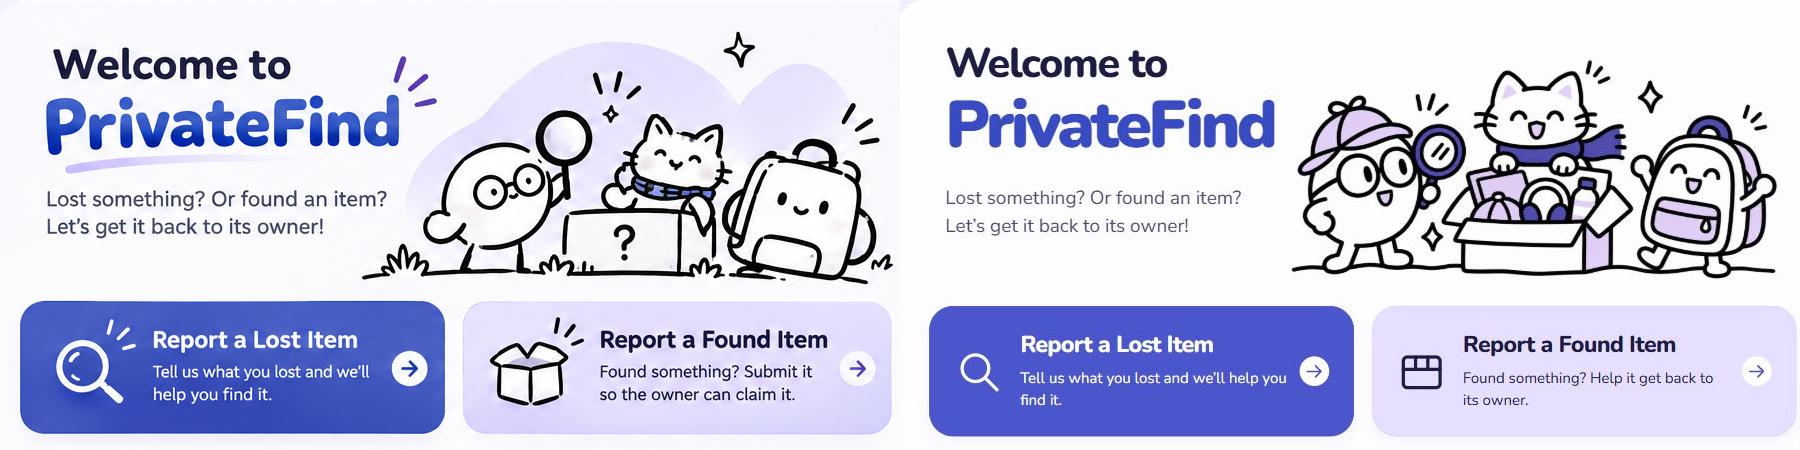 Welcome to
PrivateFind
Lost something? Or found an item?
Let's get it back to its owner!
?
Report a Lost Item
Tell us what you lost and we'll
help you find it.
Report a Found Item
Found something? Submit it
so the owner can claim it.
Welcome to
PrivateFind
Lost something? Or found an item?
Let's get it back to its owner!
Report a Lost Item
Tell us what you lost and we'll help you
find it.
Report a Found Item
Found something? Help it get back to
its owner.